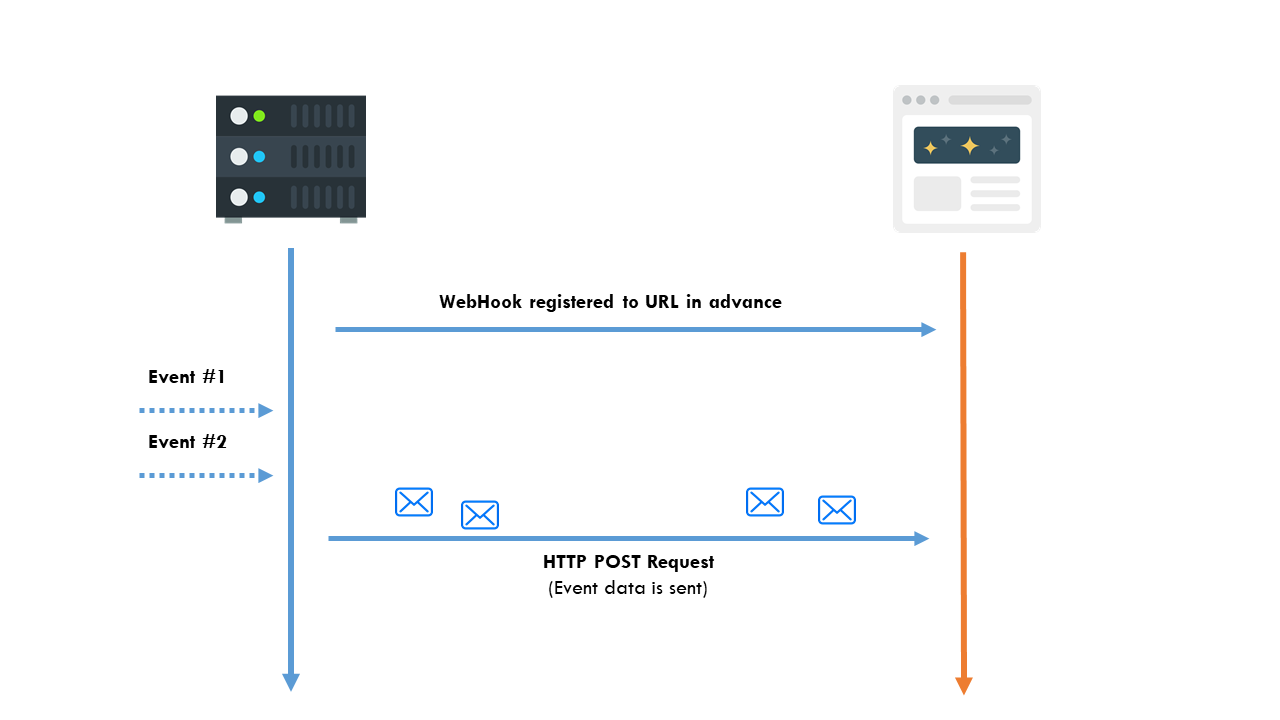 WebHook registered to URL in advance
Event #1
Event #2
HTTP POST Request
(Event data is sent)